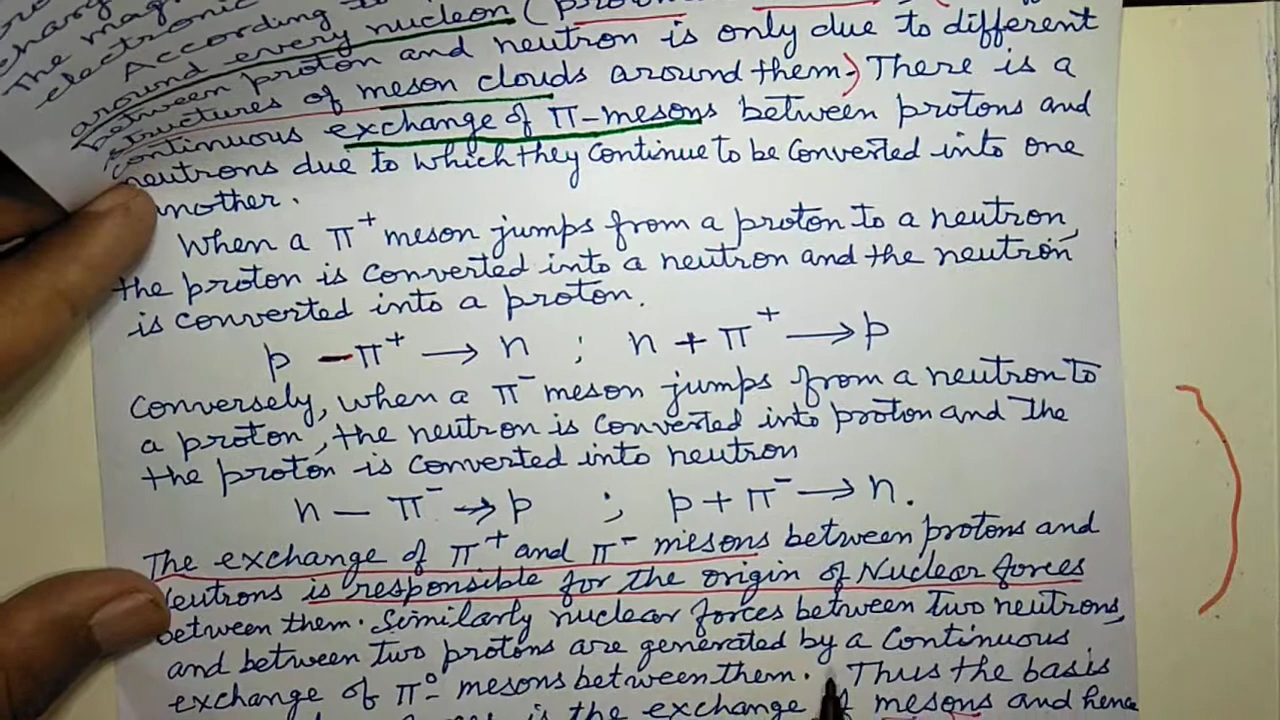 The mag
electronic
According to
around every nucleon (
between proton and neutron is only due to different
structures of meson clouds around them.) There is a
continuous exchange of π-mesons between protons and
neutrons due to which they continue to be converted into one
another.
When a π⁺ meson jumps from a proton to a neutron,
the proton is converted into a neutron and the neutron
is converted into a proton.
p - π⁺ → n ; n + π⁺ → p
Conversely, when a π⁻ meson jumps from a neutron to
a proton, the neutron is converted into proton and the
the proton is converted into neutron
n - π⁻ → p ; p + π⁻ → n.
The exchange of π⁺ and π⁻ mesons between protons and
neutrons is responsible for the origin of Nuclear forces
between them. Similarly nuclear forces between two neutrons,
and between two protons are generated by a continuous
exchange of π⁰- mesons between them. Thus the basis
is the exchange of mesons and hence